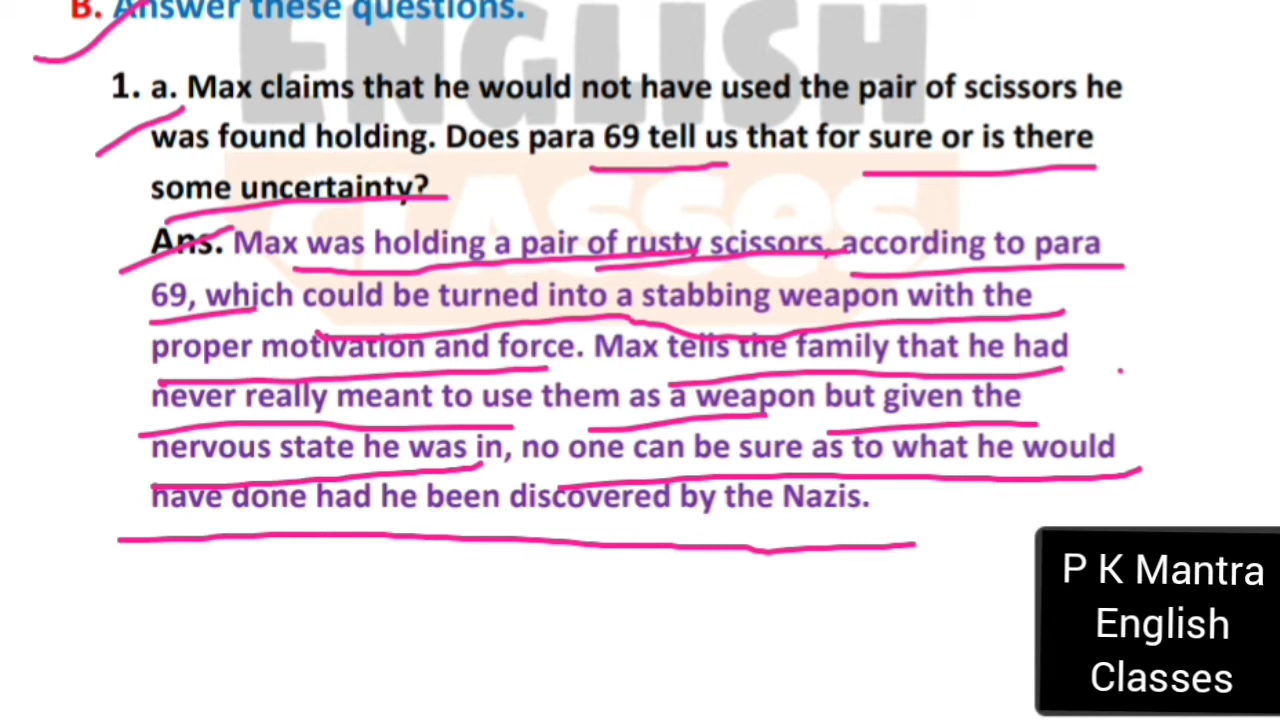 B. Answer these questions.
ENGLISH
CLASSES
1. a. Max claims that he would not have used the pair of scissors he
was found holding. Does para 69 tell us that for sure or is there
some uncertainty?
Ans. Max was holding a pair of rusty scissors, according to para
69, which could be turned into a stabbing weapon with the
proper motivation and force. Max tells the family that he had
never really meant to use them as a weapon but given the
nervous state he was in, no one can be sure as to what he would
have done had he been discovered by the Nazis.
P K Mantra
English
Classes